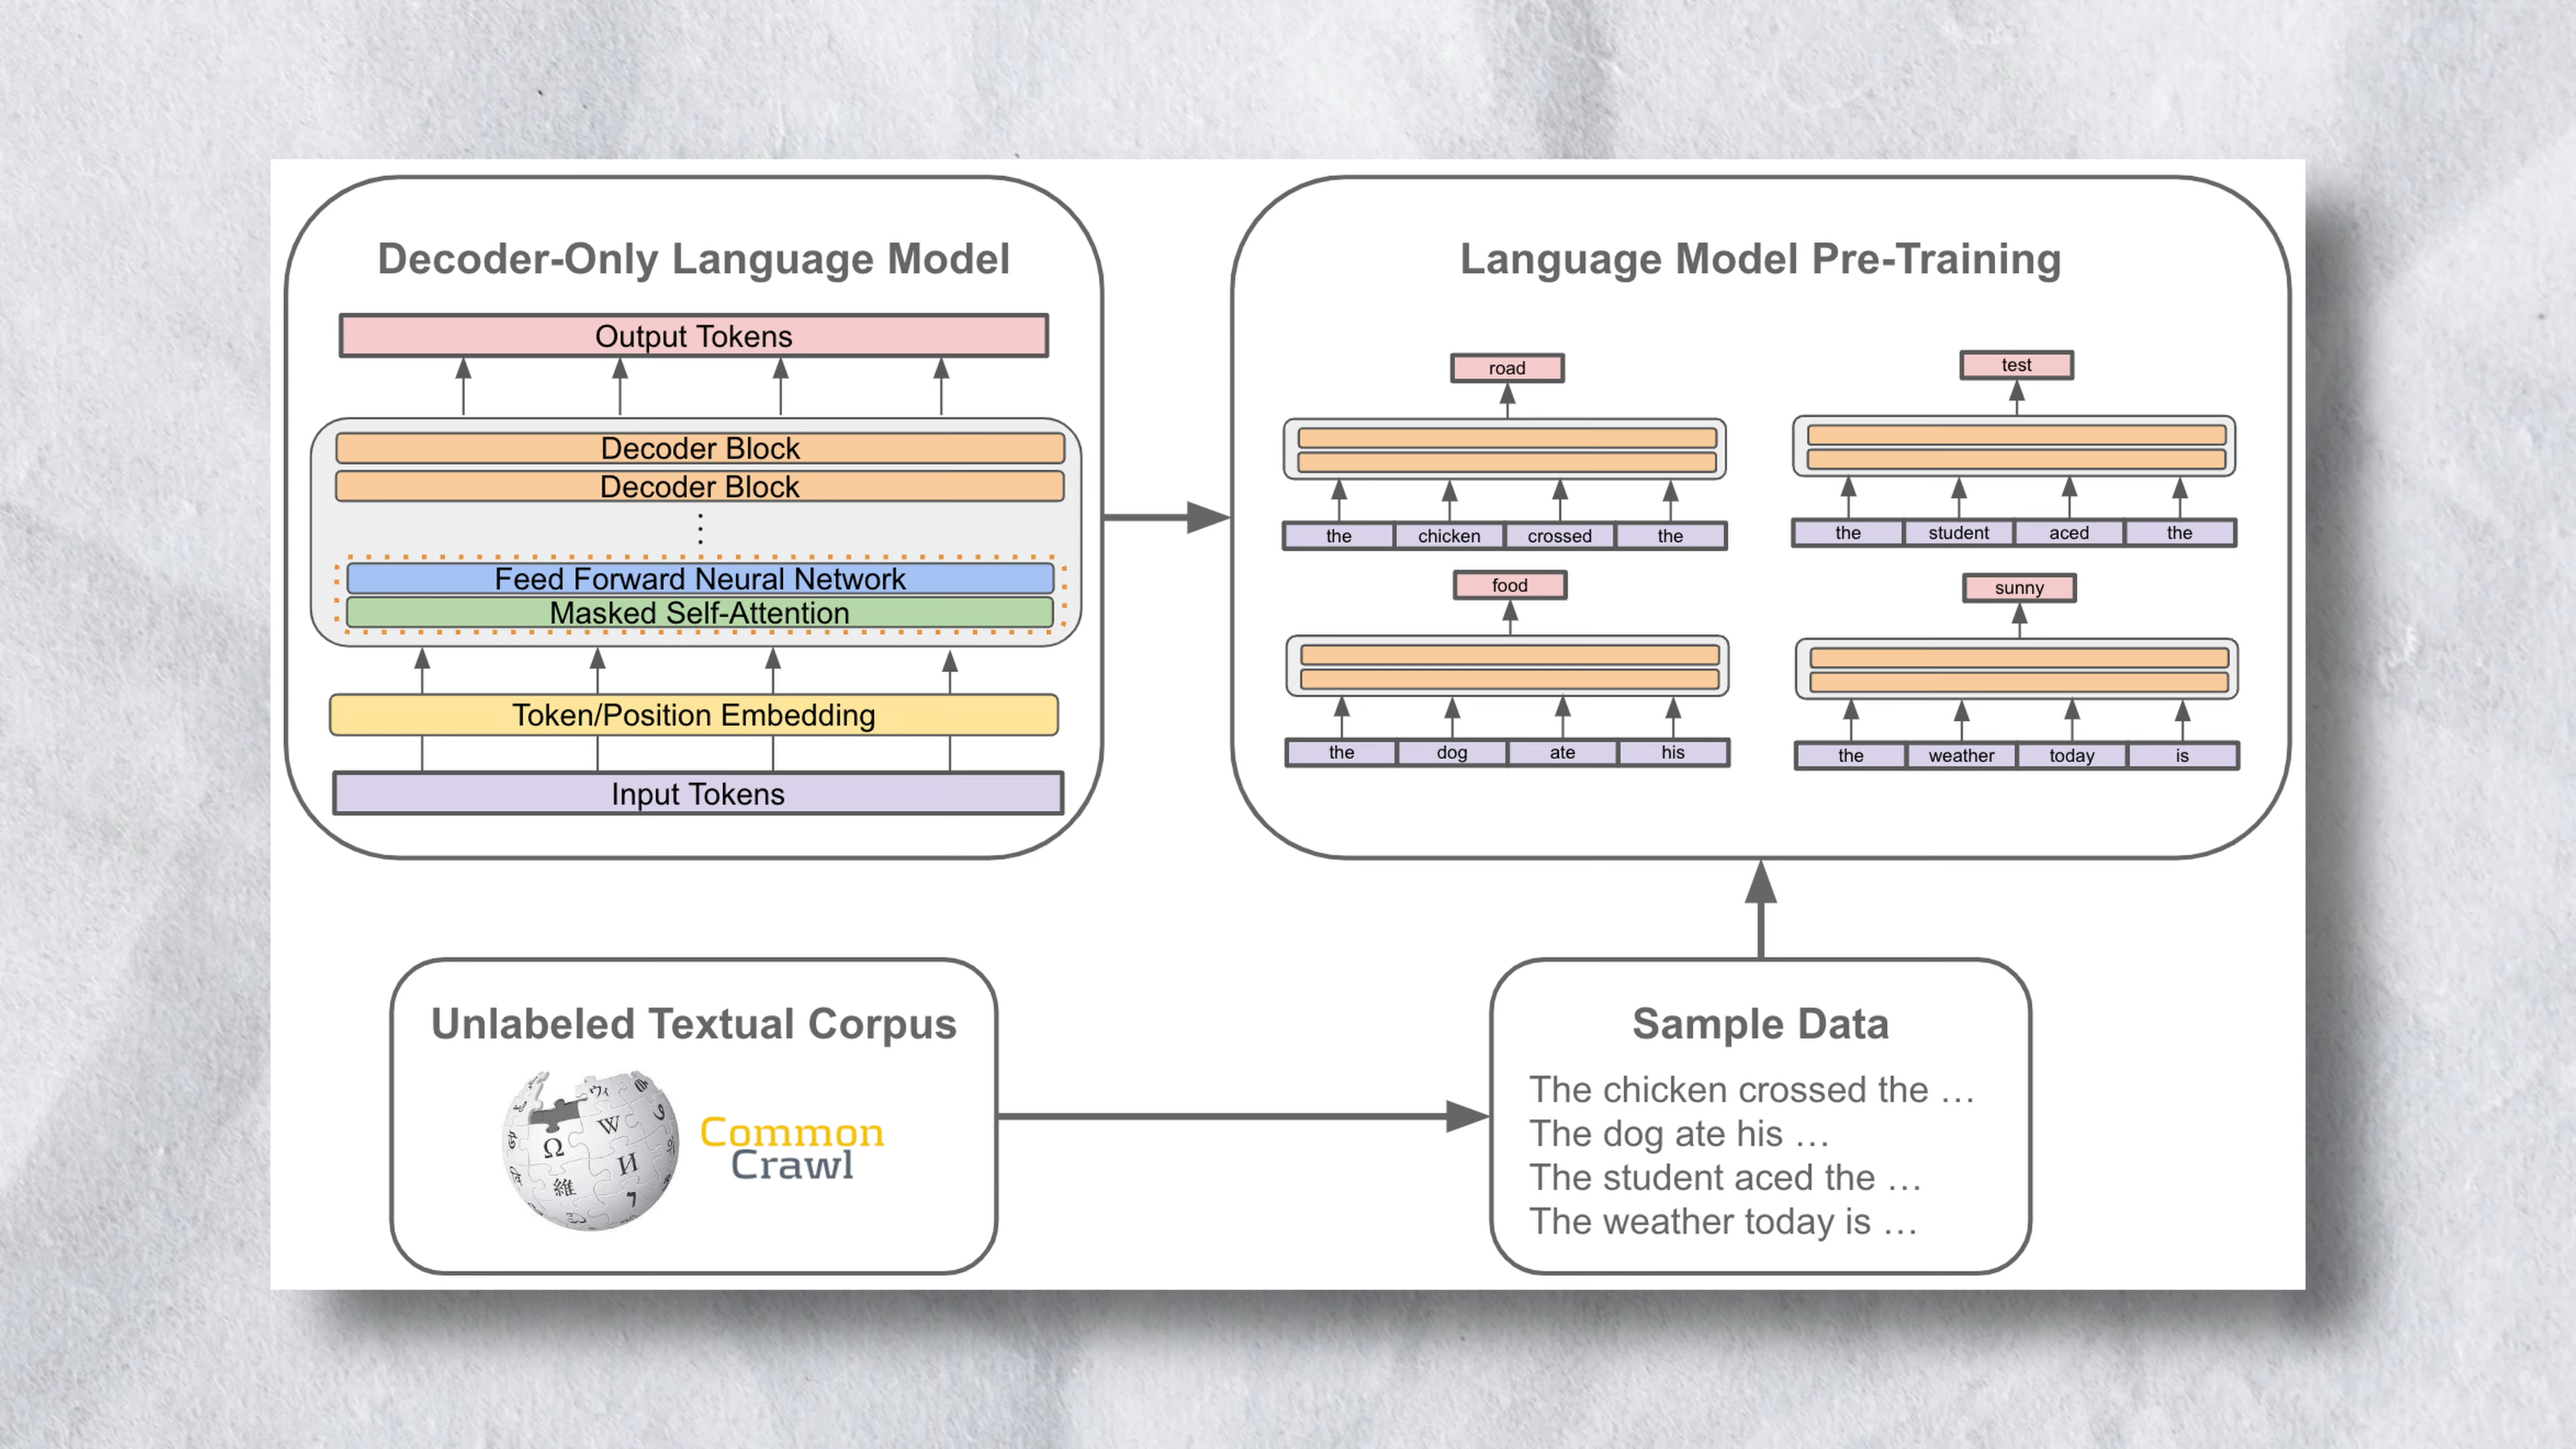 Decoder-Only Language Model
Output Tokens
Decoder Block
Decoder Block
Feed Forward Neural Network
Masked Self-Attention
Token/Position Embedding
Input Tokens
Language Model Pre-Training
road
the chicken crossed the
test
the student aced the
food
the dog ate his
sunny
the weather today is
Unlabeled Textual Corpus
Ω W И 維
Common
Crawl
Sample Data
The chicken crossed the …
The dog ate his …
The student aced the …
The weather today is …